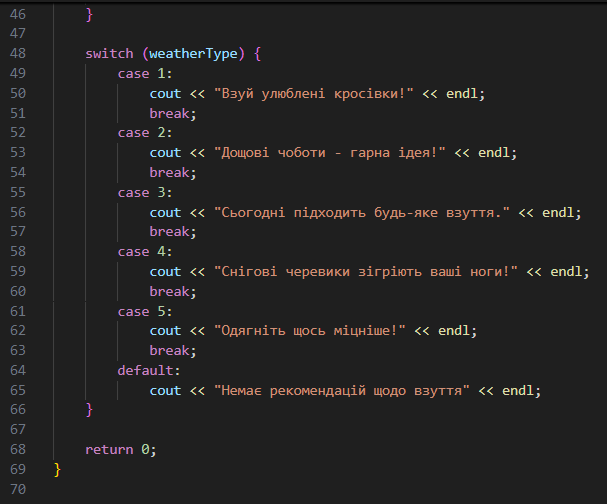 46 }
47
48 switch (weatherType) {
49 case 1:
50 cout << "Взуй улюблені кросівки!" << endl;
51 break;
52 case 2:
53 cout << "Дощові чоботи - гарна ідея!" << endl;
54 break;
55 case 3:
56 cout << "Сьогодні підходить будь-яке взуття." << endl;
57 break;
58 case 4:
59 cout << "Снігові черевики зігріють ваші ноги!" << endl;
60 break;
61 case 5:
62 cout << "Одягніть щось міцніше!" << endl;
63 break;
64 default:
65 cout << "Немає рекомендацій щодо взуття" << endl;
66 }
67
68 return 0;
69 }
70